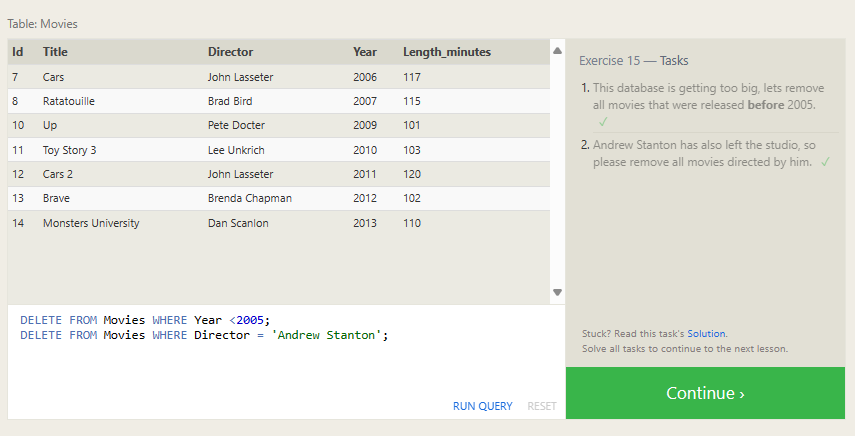 Table: Movies
Id Title Director Year Length_minutes
7 Cars John Lasseter 2006 117
8 Ratatouille Brad Bird 2007 115
10 Up Pete Docter 2009 101
11 Toy Story 3 Lee Unkrich 2010 103
12 Cars 2 John Lasseter 2011 120
13 Brave Brenda Chapman 2012 102
14 Monsters University Dan Scanlon 2013 110
DELETE FROM Movies WHERE Year <2005;
DELETE FROM Movies WHERE Director = 'Andrew Stanton';
RUN QUERY RESET
Exercise 15 — Tasks
1. This database is getting too big, lets remove
all movies that were released before 2005.
✓
2. Andrew Stanton has also left the studio, so
please remove all movies directed by him. ✓
Stuck? Read this task's Solution.
Solve all tasks to continue to the next lesson.
Continue ›